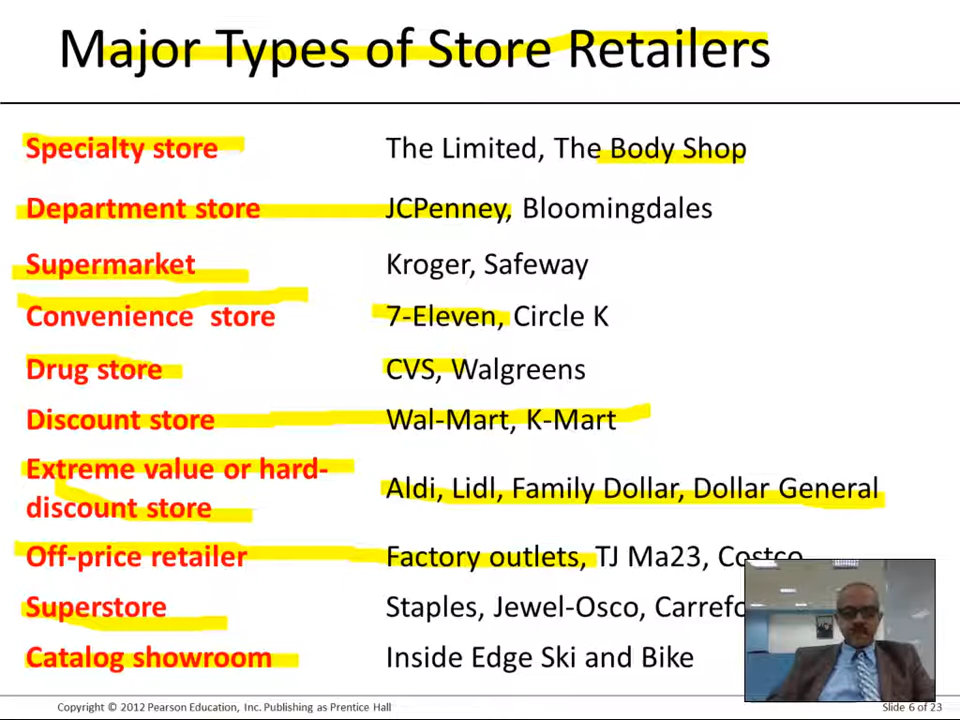 Major Types of Store Retailers
Specialty store The Limited, The Body Shop
Department store JCPenney, Bloomingdales
Supermarket Kroger, Safeway
Convenience store 7-Eleven, Circle K
Drug store CVS, Walgreens
Discount store Wal-Mart, K-Mart
Extreme value or hard-
discount store Aldi, Lidl, Family Dollar, Dollar General
Off-price retailer Factory outlets, TJ Ma23, Costco
Superstore Staples, Jewel-Osco,
Catalog showroom Inside Edge Ski and Bike
Copyright © 2012 Pearson Education, Inc. Publishing as Prentice Hall Slide 6 of 23